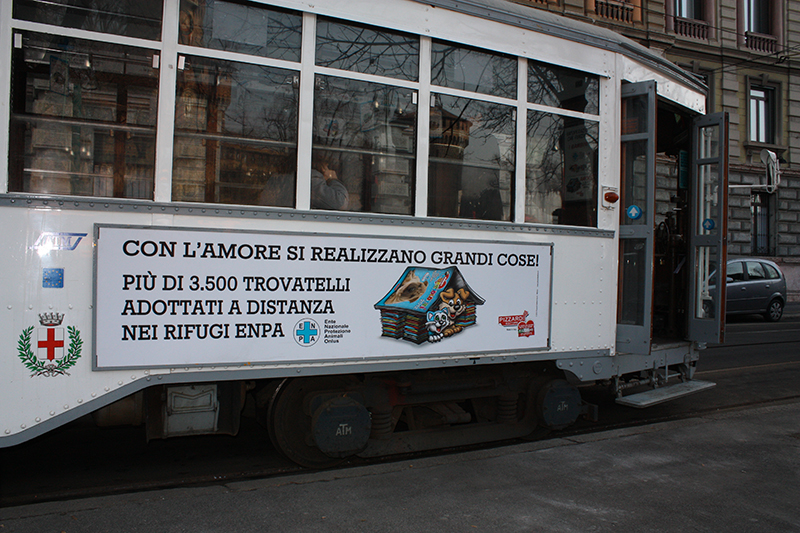 CON L'AMORE SI REALIZZANO GRANDI COSE!
PIÙ DI 3.500 TROVATELLI
ADOTTATI A DISTANZA
NEI RIFUGI ENPA
E N
P A
Ente
Nazionale
Protezione
Animali
Onlus
PIZZARDI
ATM
ATM
ATM